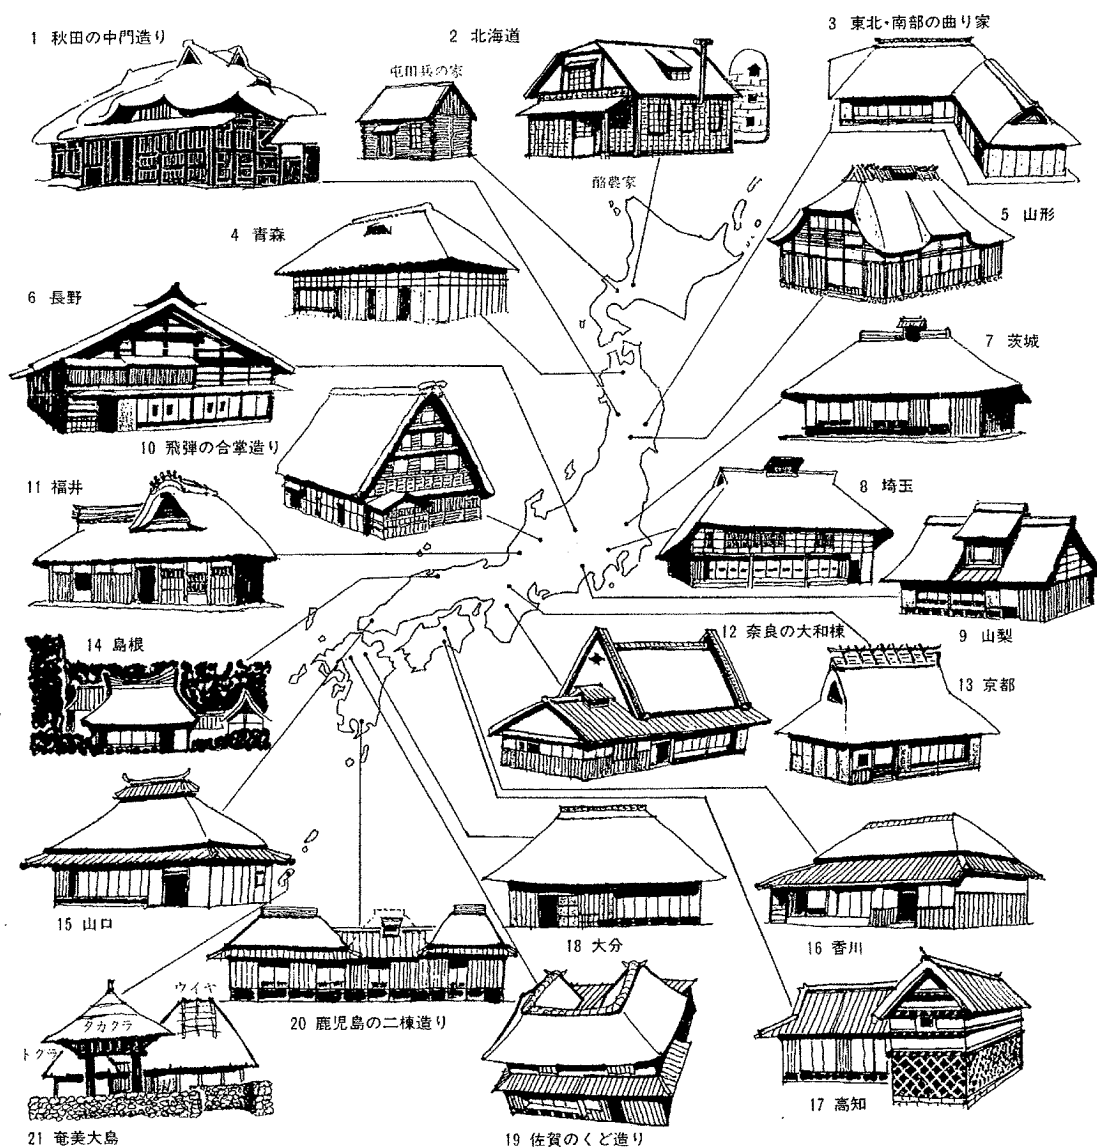 1 秋田の中門造り
2 北海道
屯田兵の家
酪農家
3 東北・南部の曲り家
4 青森
5 山形
6 長野
7 茨城
8 埼玉
9 山梨
10 飛弾の合掌造り
11 福井
12 奈良の大和棟
13 京都
14 島根
15 山口
16 香川
17 高知
18 大分
19 佐賀のくど造り
20 鹿児島の二棟造り
ウイヤ
タカクラ
トクラ
21 奄美大島